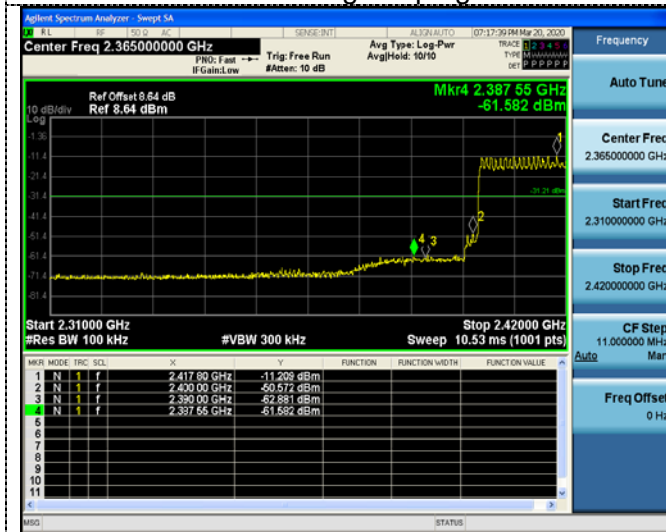 Agilent Spectrum Analyzer - Swept SA
RL RF 50 Ω AC SENSE:INT ALIGN AUTO 07:17:39 PM Mar 20, 2020
Center Freq 2.365000000 GHz
PNO: Fast Trig: Free Run
IFGain:Low #Atten: 10 dB
Avg Type: Log-Pwr
Avg|Hold: 10/10
TRACE 1 2 3 4 5 6
TYPE
DET P P P P P P
Frequency
Auto Tune
Center Freq
2.365000000 GHz
Start Freq
2.310000000 GHz
Stop Freq
2.420000000 GHz
CF Step
11.000000 MHz
Auto Man
Freq Offset
0 Hz
Mkr4 2.387 55 GHz
-61.582 dBm
Ref Offset 8.64 dB
10 dB/div Ref 8.64 dBm
Log
-1.36
-11.4
-21.4
-31.4
-41.4
-51.4
-61.4
-71.4
-81.4
-31.21 dBm
1
2
3
4
Start 2.31000 GHz Stop 2.42000 GHz
#Res BW 100 kHz #VBW 300 kHz Sweep 10.53 ms (1001 pts)
MKR MODE TRC SCL X Y FUNCTION FUNCTION WIDTH FUNCTION VALUE
1 N 1 f 2.417 80 GHz -11.209 dBm
2 N 1 f 2.400 00 GHz -50.572 dBm
3 N 1 f 2.390 00 GHz -62.881 dBm
4 N 1 f 2.387 55 GHz -61.582 dBm
5
6
7
8
9
10
11
MSG STATUS